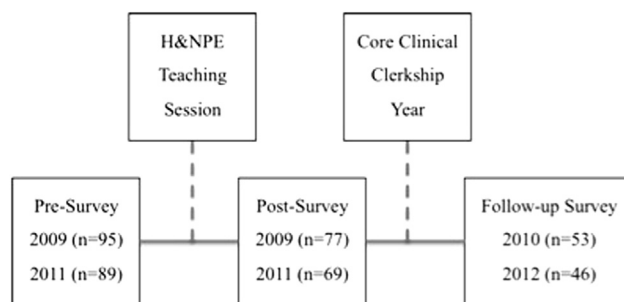 H&NPE
Teaching
Session
Core Clinical
Clerkship
Year
Pre-Survey
2009 (n=95)
2011 (n=89)
Post-Survey
2009 (n=77)
2011 (n=69)
Follow-up Survey
2010 (n=53)
2012 (n=46)